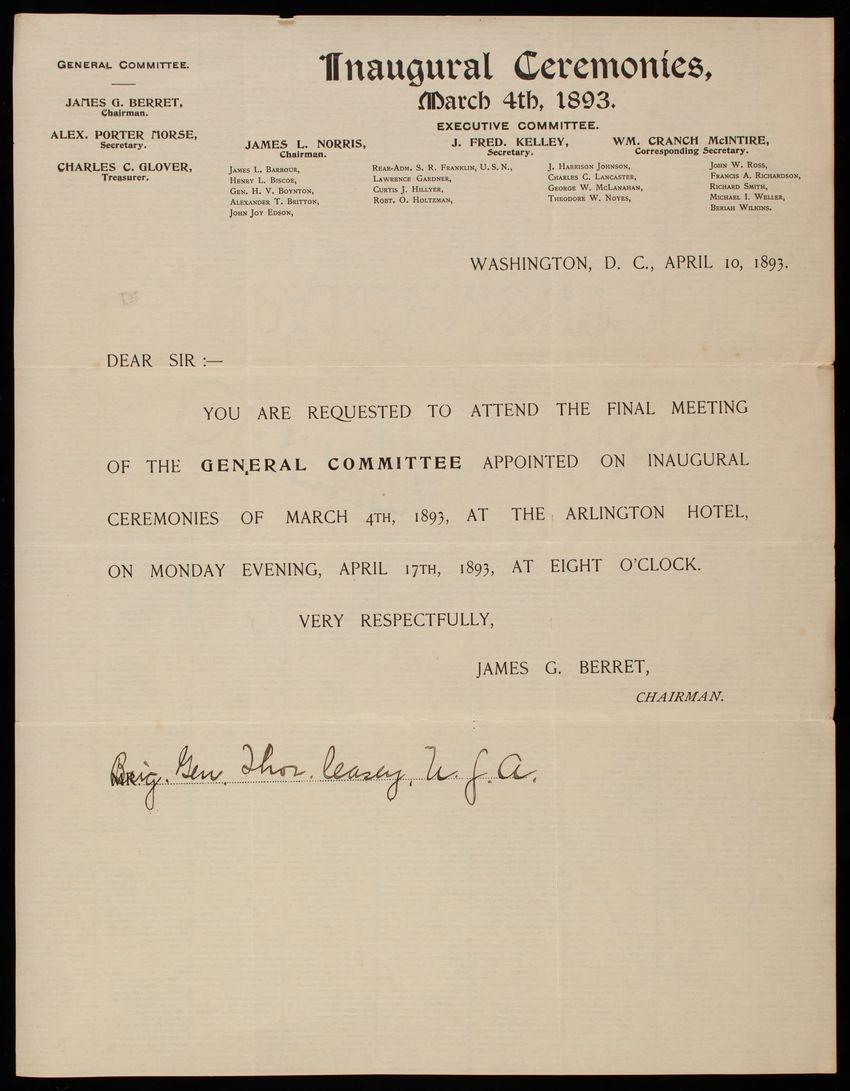 GENERAL COMMITTEE.
JAMES G. BERRET,
Chairman.
ALEX. PORTER MORSE,
Secretary.
CHARLES C. GLOVER,
Treasurer.
Inaugural Ceremonies,
March 4th, 1893.
EXECUTIVE COMMITTEE.
JAMES L. NORRIS,
Chairman.
J. FRED. KELLEY,
Secretary.
WM. CRANCH McINTIRE,
Corresponding Secretary.
JAMES L. BARBOUR,
HENRY L. BISCOE,
GEN. H. V. BOYNTON,
ALEXANDER T. BRITTON,
JOHN JOY EDSON,
REAR-ADM. S. R. FRANKLIN, U. S. N.,
LAWRENCE GARDNER,
CURTIS J. HILLYER,
ROBT. O. HOLTZMAN,
J. HARRISON JOHNSON,
CHARLES C. LANCASTER,
GEORGE W. McLANAHAN,
THEODORE W. NOYES,
JOHN W. ROSS,
FRANCIS A. RICHARDSON,
RICHARD SMITH,
MICHAEL I. WELLER,
BERIAH WILKINS.
WASHINGTON, D. C., APRIL 10, 1893.
DEAR SIR :—
YOU ARE REQUESTED TO ATTEND THE FINAL MEETING
OF THE GENERAL COMMITTEE APPOINTED ON INAUGURAL
CEREMONIES OF MARCH 4TH, 1893, AT THE ARLINGTON HOTEL,
ON MONDAY EVENING, APRIL 17TH, 1893, AT EIGHT O'CLOCK.
VERY RESPECTFULLY,
JAMES G. BERRET,
CHAIRMAN.
Brig. Gen. Thos. Casey, U. S. A.